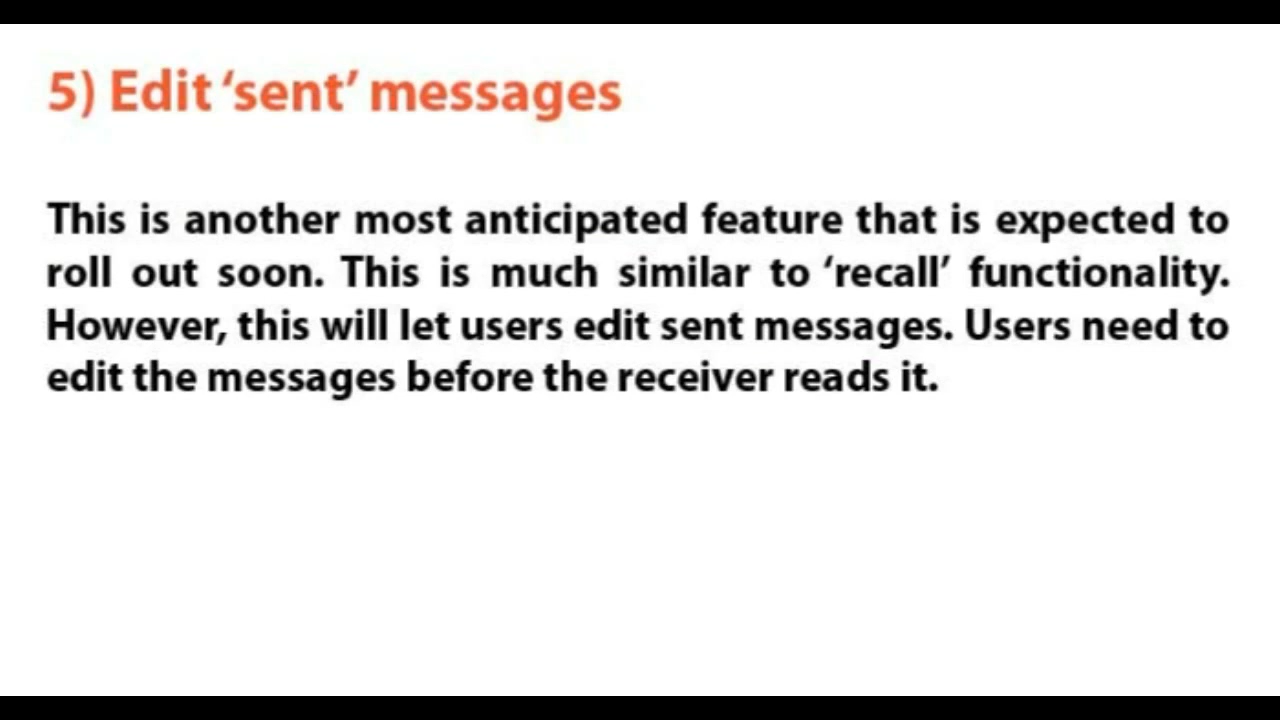 5) Edit ‘sent’ messages
This is another most anticipated feature that is expected to
roll out soon. This is much similar to ‘recall’ functionality.
However, this will let users edit sent messages. Users need to
edit the messages before the receiver reads it.